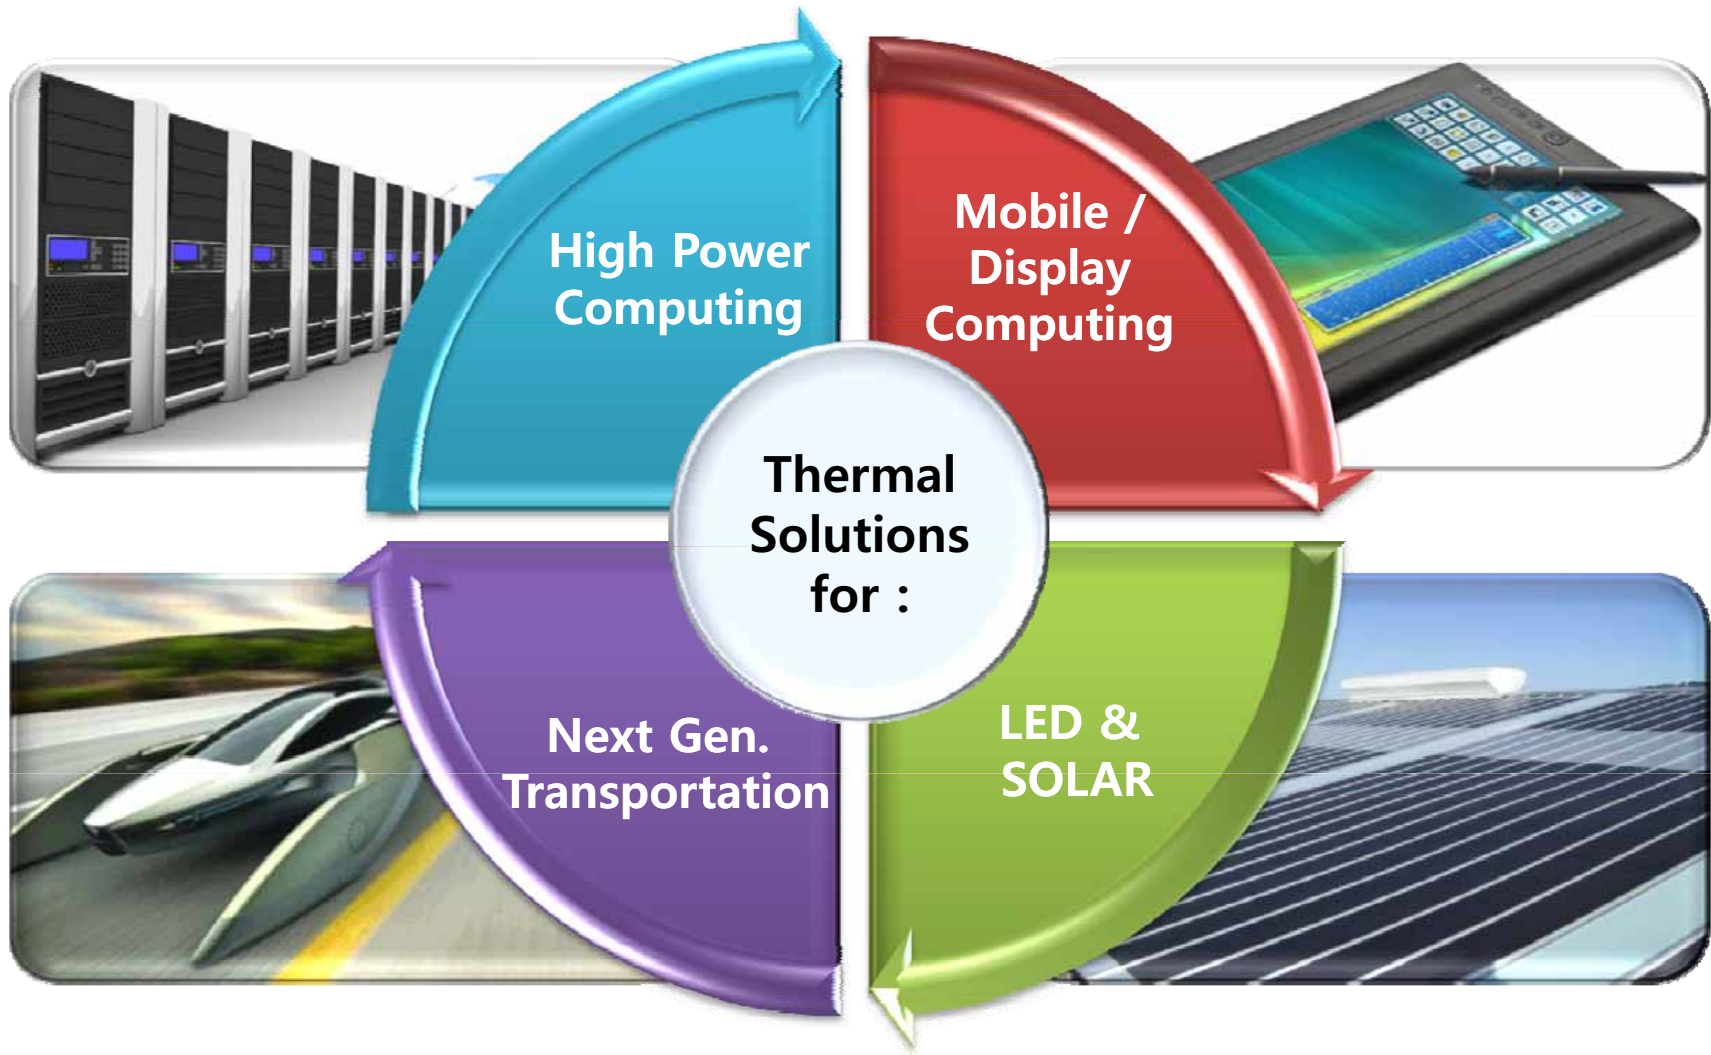 High Power
Computing
Mobile /
Display
Computing
Thermal
Solutions
for :
Next Gen.
Transportation
LED &
SOLAR